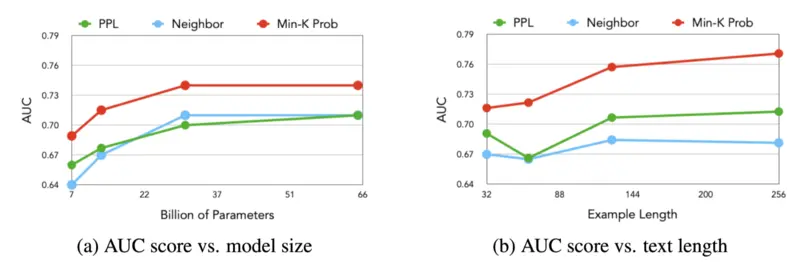 PPL Neighbor Min-K Prob
0.79
0.76
0.73
0.70
0.67
0.64
AUC
7 22 37 51 66
Billion of Parameters
(a) AUC score vs. model size
PPL Neighbor Min-K Prob
0.79
0.76
0.73
0.70
0.67
0.64
AUC
32 88 144 200 256
Example Length
(b) AUC score vs. text length